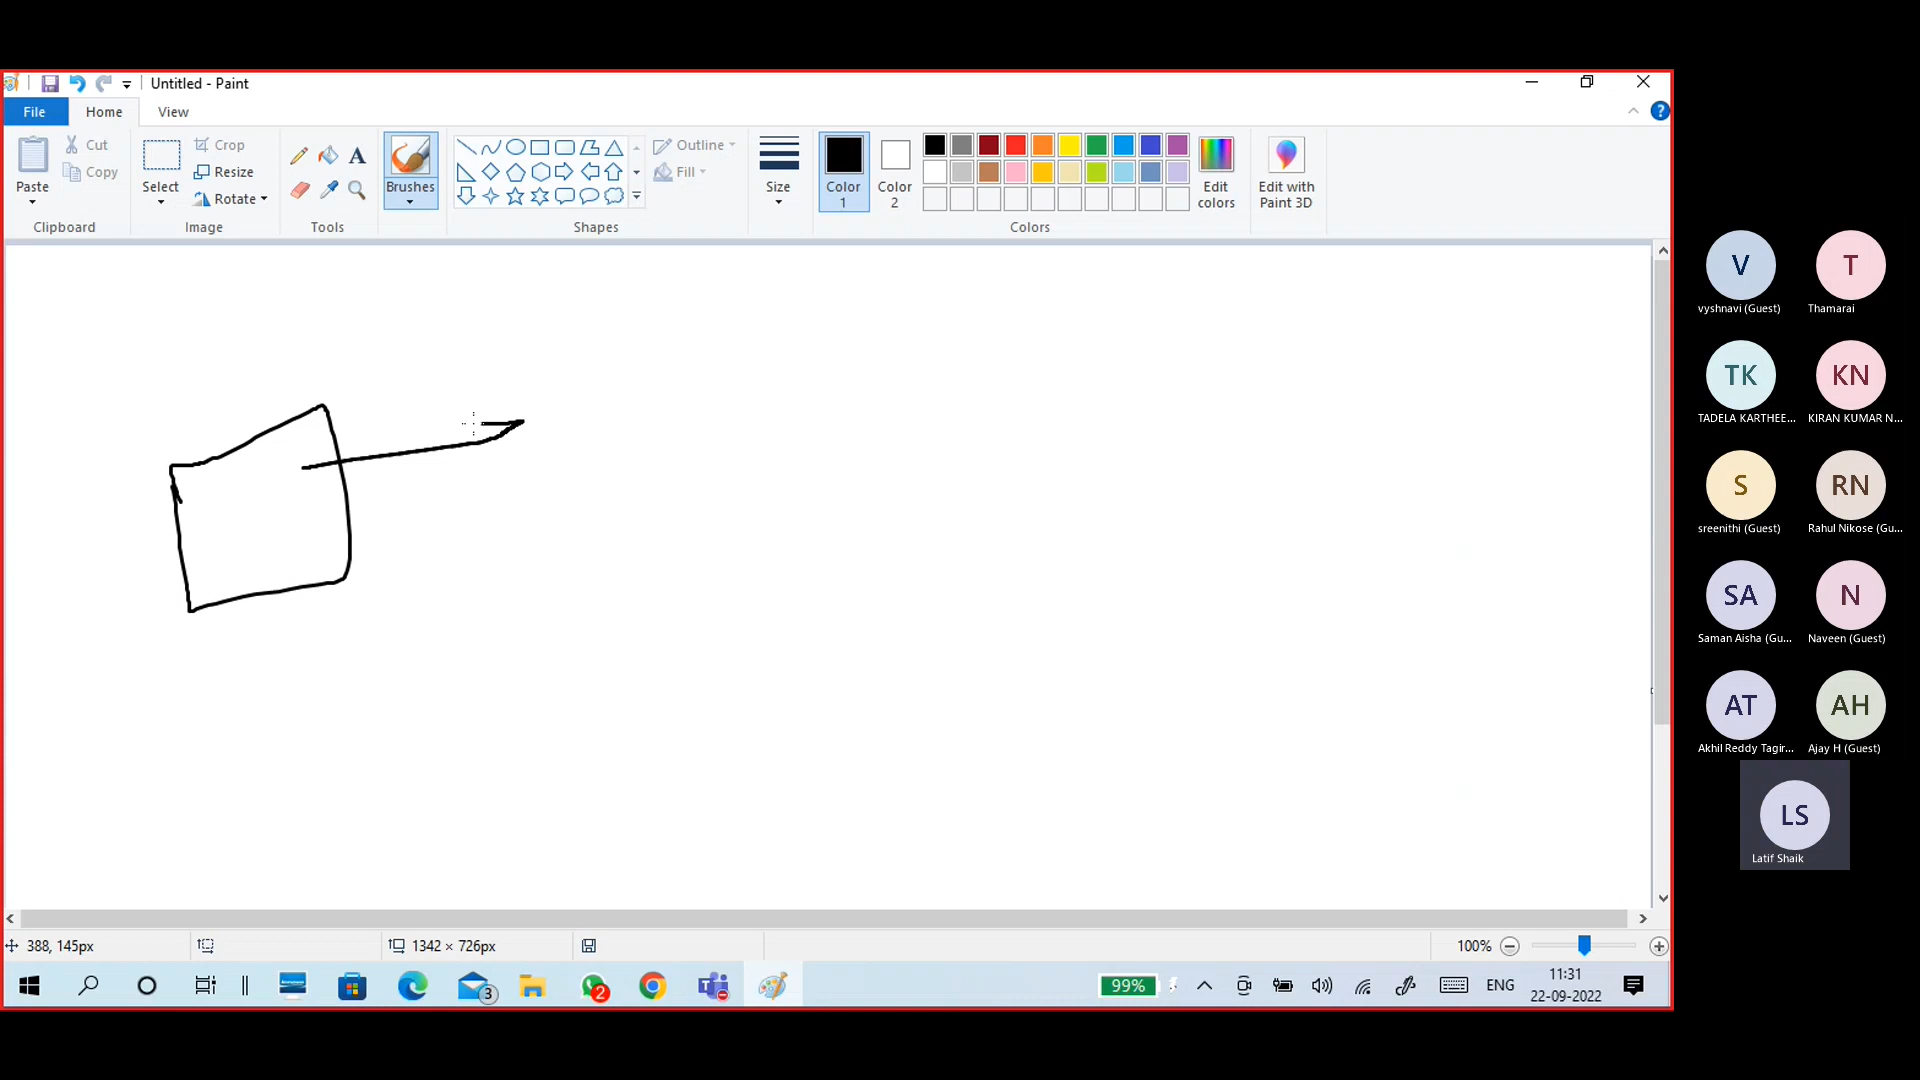 Untitled - Paint
File Home View
Paste
Cut
Copy
Clipboard
Select
Crop
Resize
Rotate
Image
A
Tools
Brushes
Shapes
Outline
Fill
Size
Color
1
Color
2
Edit
colors
Colors
Edit with
Paint 3D
?
V
vyshnavi (Guest)
T
Thamarai
TK
TADELA KARTHEE...
KN
KIRAN KUMAR N...
S
sreenithi (Guest)
RN
Rahul Nikose (Gu...
SA
Saman Aisha (Gu...
N
Naveen (Guest)
AT
Akhil Reddy Tagir...
AH
Ajay H (Guest)
LS
Latif Shaik
388, 145px
1342 × 726px
100%
3
2
T
99%
ENG
11:31
22-09-2022